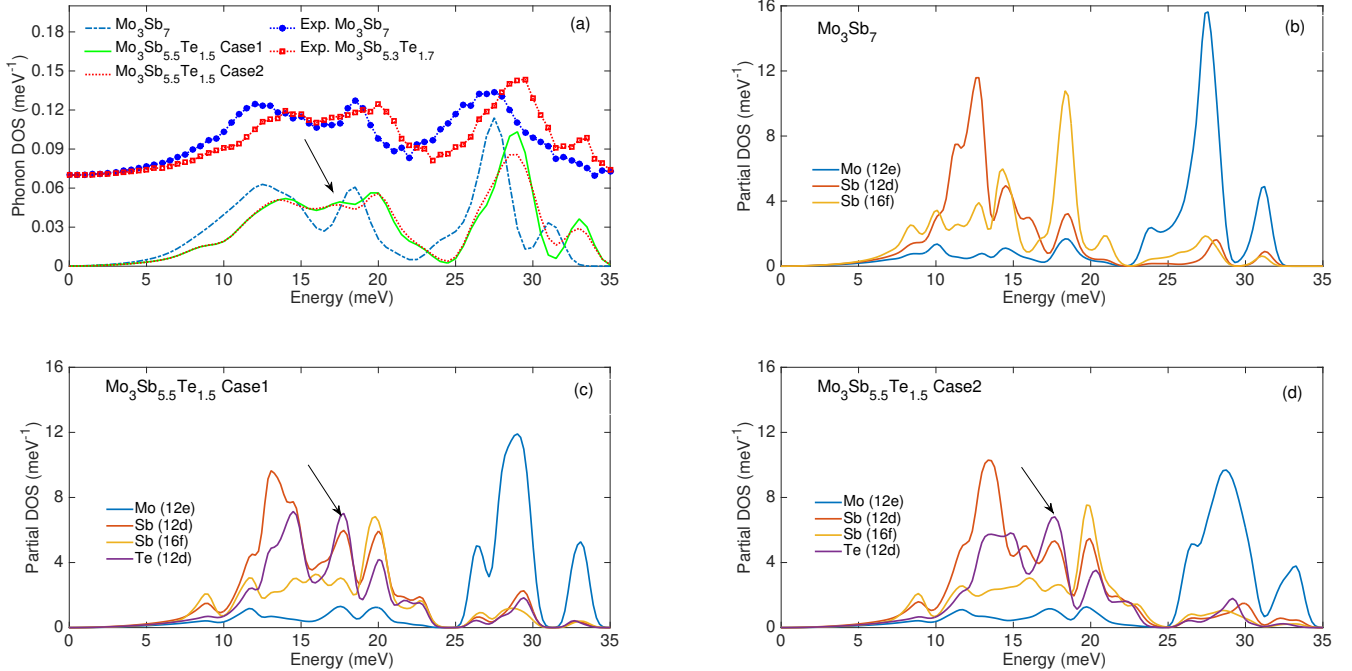 (a)
Mo3Sb7
Exp. Mo3Sb7
Mo3Sb5.5Te1.5 Case1
Exp. Mo3Sb5.3Te1.7
Mo3Sb5.5Te1.5 Case2
Phonon DOS (meV-1)
0.18
0.15
0.12
0.09
0.06
0.03
0
0 5 10 15 20 25 30 35
Energy (meV)
(b)
Mo3Sb7
Mo (12e)
Sb (12d)
Sb (16f)
Partial DOS (meV-1)
16
12
8
4
0
0 5 10 15 20 25 30 35
Energy (meV)
(c)
Mo3Sb5.5Te1.5 Case1
Mo (12e)
Sb (12d)
Sb (16f)
Te (12d)
Partial DOS (meV-1)
16
12
8
4
0
0 5 10 15 20 25 30 35
Energy (meV)
(d)
Mo3Sb5.5Te1.5 Case2
Mo (12e)
Sb (12d)
Sb (16f)
Te (12d)
Partial DOS (meV-1)
16
12
8
4
0
0 5 10 15 20 25 30 35
Energy (meV)